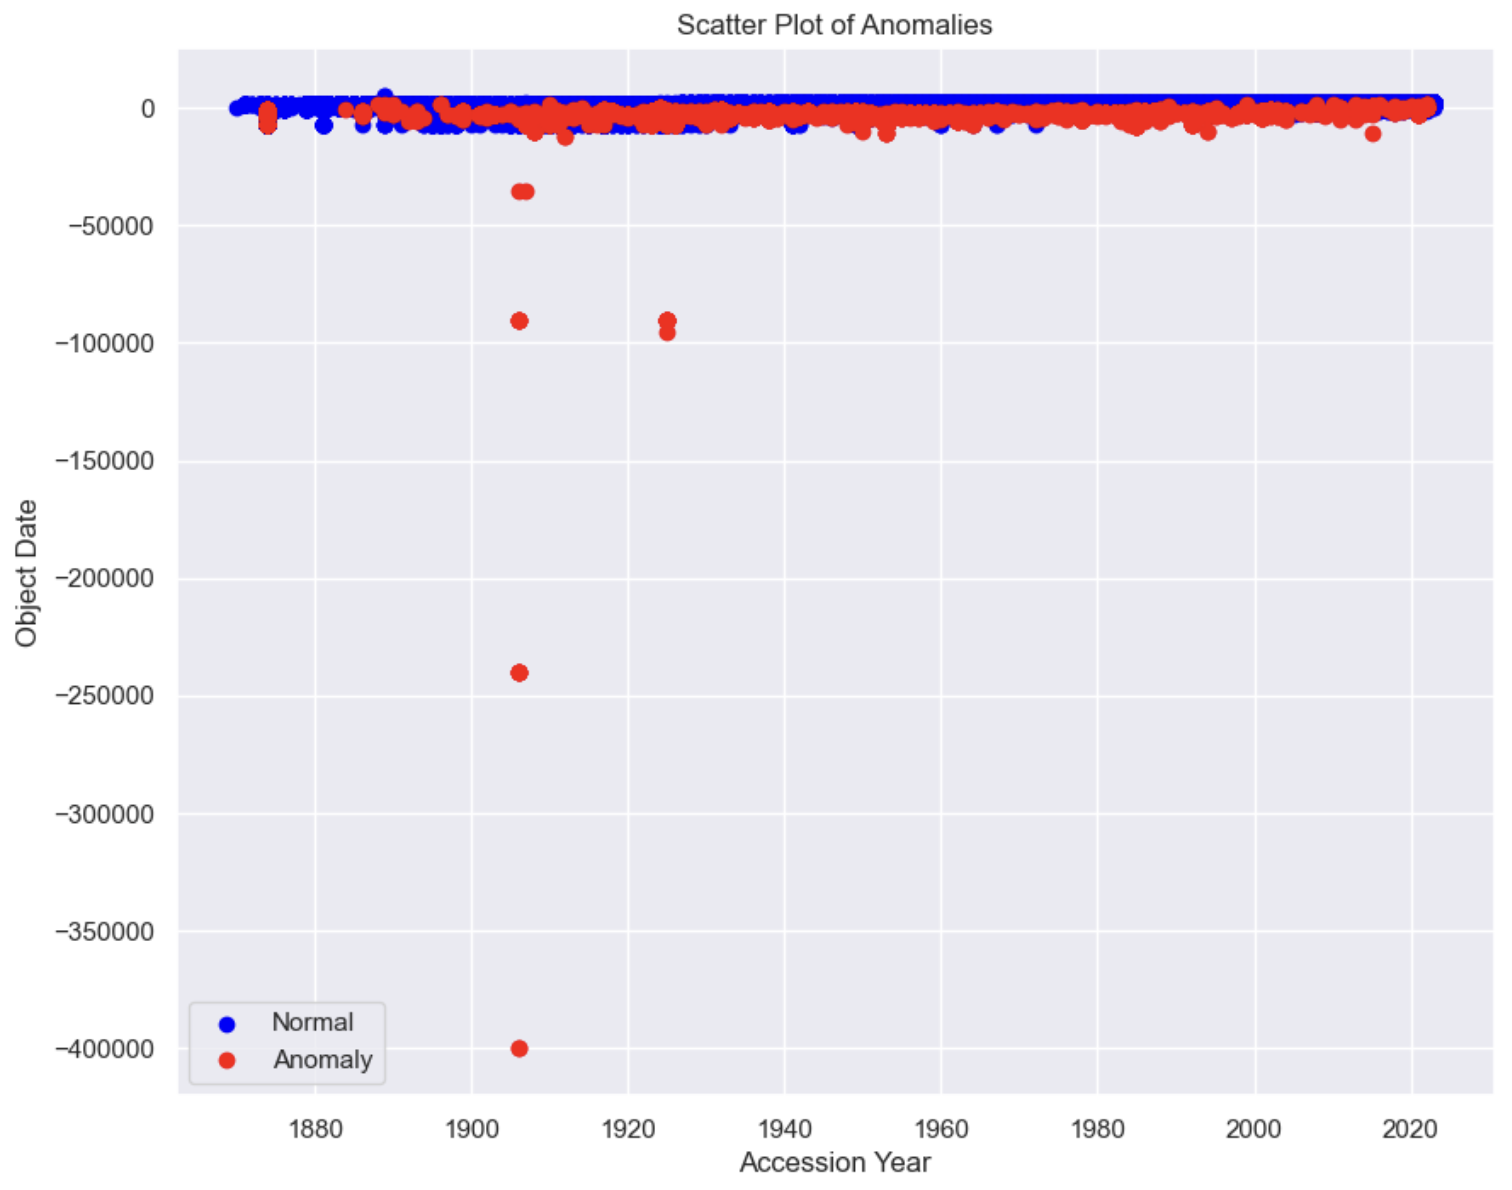 Scatter Plot of Anomalies
0
−50000
−100000
−150000
−200000
−250000
−300000
−350000
−400000
Object Date
Normal
Anomaly
1880 1900 1920 1940 1960 1980 2000 2020
Accession Year